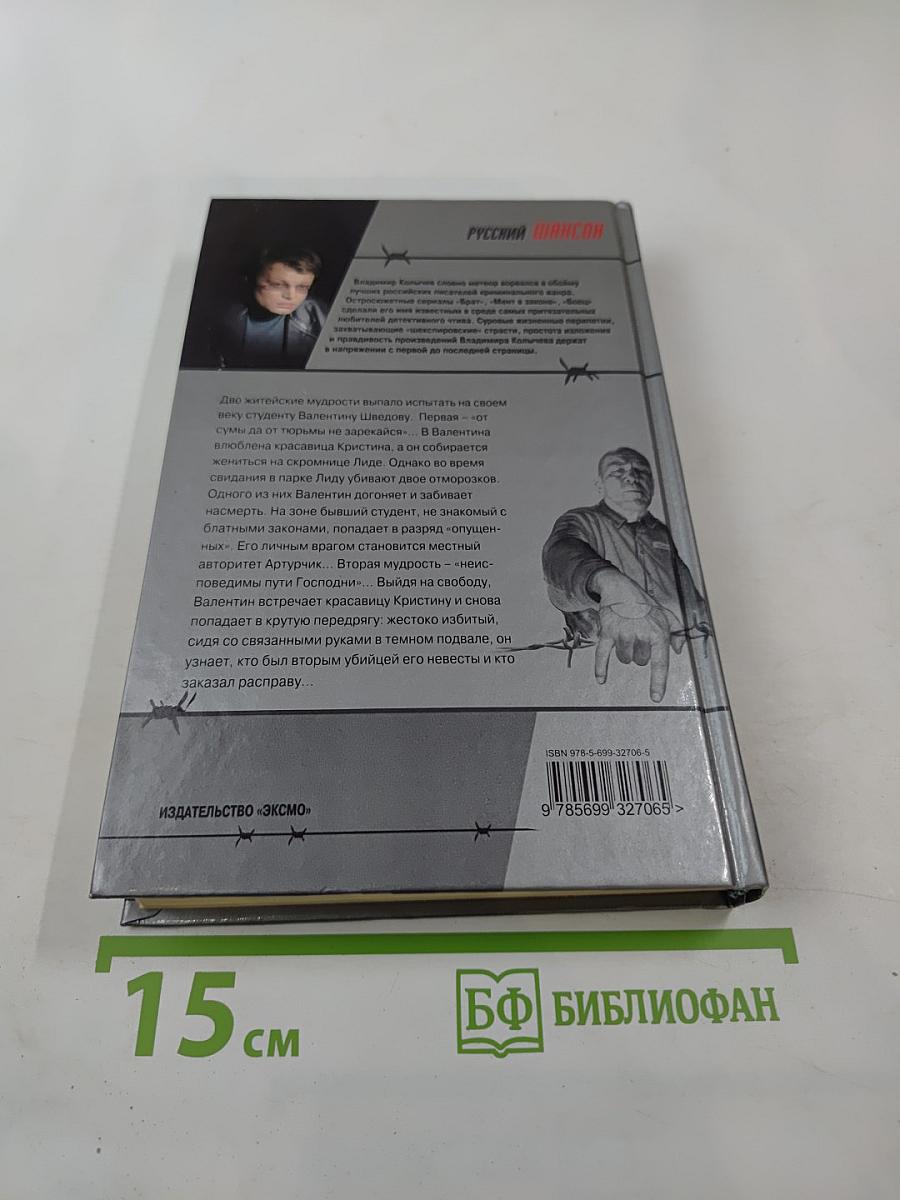 РУССКИЙ ШАНСОН
Владимир Колычев словно метеор ворвался в обойму
лучших российских писателей криминального жанра.
Остросюжетные сериалы «Брат», «Мент в законе», «Боец»
сделали его имя известным в среде самых притязательных
любителей детективного чтива. Суровые жизненные перипетии,
захватывающие «шекспировские» страсти, простота изложения
и правдивость произведений Владимира Колычева держат
в напряжении с первой до последней страницы.
Две житейские мудрости выпало испытать на своем
веку студенту Валентину Шведову. Первая – «от
сумы да от тюрьмы не зарекайся»... В Валентина
влюблена красавица Кристина, а он собирается
жениться на скромнице Лиде. Однако во время
свидания в парке Лиду убивают двое отморозков.
Одного из них Валентин догоняет и забивает
насмерть. На зоне бывший студент, не знакомый с
блатными законами, попадает в разряд «опущен-
ных». Его личным врагом становится местный
авторитет Артурчик... Вторая мудрость – «неис-
поведимы пути Господни»... Выйдя на свободу,
Валентин встречает красавицу Кристину и снова
попадает в крутую передрягу: жестоко избитый,
сидя со связанными руками в темном подвале, он
узнает, кто был вторым убийцей его невесты и кто
заказал расправу...
ISBN 978-5-699-32706-5
9 785699 327065 >
ИЗДАТЕЛЬСТВО «ЭКСМО»
15 см
БФ БИБЛИОФАН